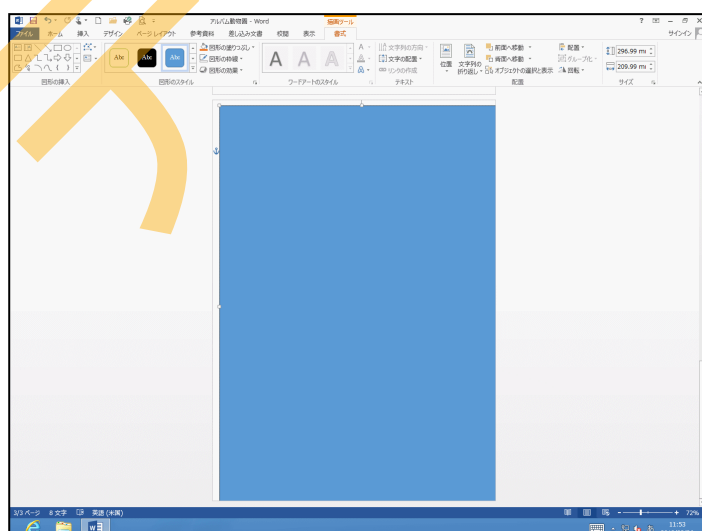 アルバム動物園 - Word
描画ツール
サインイン
ファイル ホーム 挿入 デザイン ページ レイアウト 参考資料 差し込み文書 校閲 表示 書式
Abc Abc Abc
図形の塗りつぶし
図形の枠線
図形の効果
A A A
文字列の方向
文字の配置
リンクの作成
位置
文字列の折り返し
前面へ移動
背面へ移動
オブジェクトの選択と表示
配置
グループ化
回転
296.99 mi
209.99 mi
図形の挿入 図形のスタイル ワードアートのスタイル テキスト 配置 サイズ
3/3 ページ 8 文字 英語 (米国) 72%
11:53